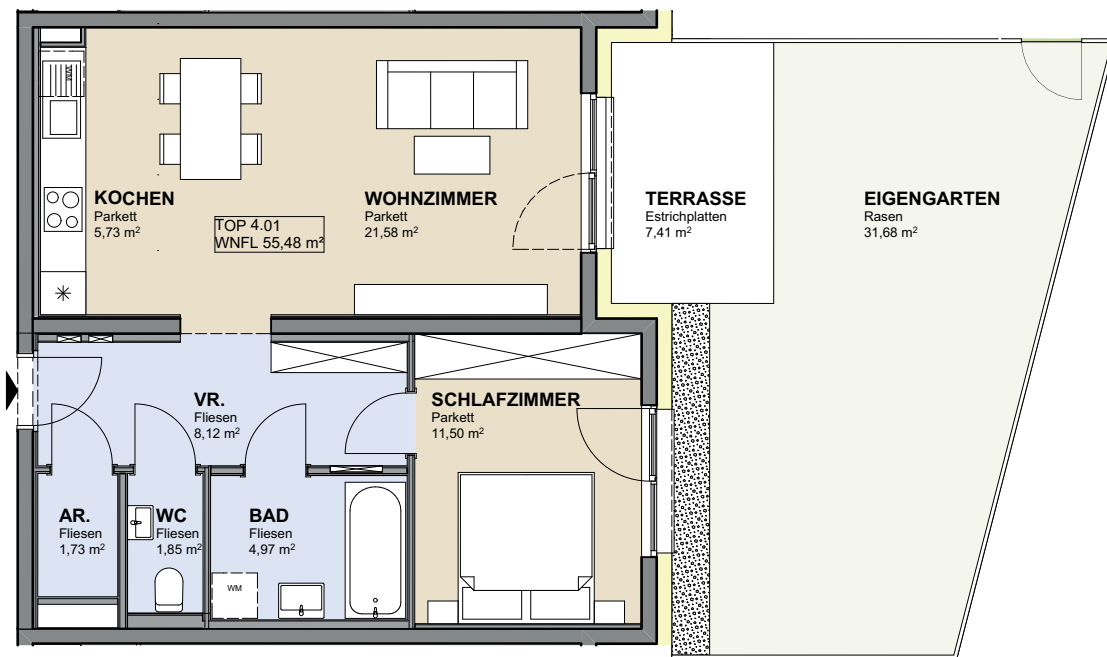 WM
KOCHEN
Parkett
5,73 m²
TOP 4.01
WNFL 55,48 m²
WOHNZIMMER
Parkett
21,58 m²
TERRASSE
Estrichplatten
7,41 m²
EIGENGARTEN
Rasen
31,68 m²
VR.
Fliesen
8,12 m²
SCHLAFZIMMER
Parkett
11,50 m²
AR.
Fliesen
1,73 m²
WC
Fliesen
1,85 m²
BAD
Fliesen
4,97 m²
WM